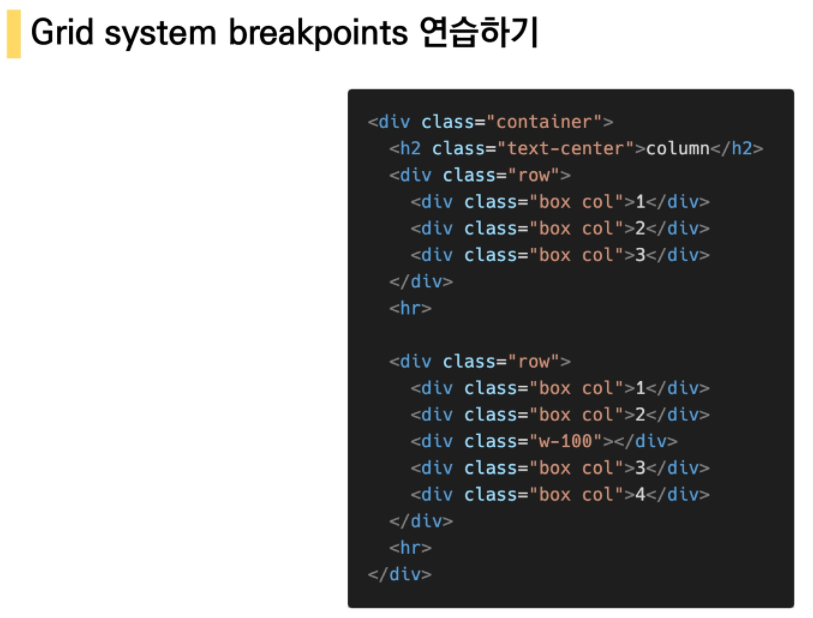 Grid system breakpoints 연습하기
<div class="container">
  <h2 class="text-center">column</h2>
  <div class="row">
    <div class="box col">1</div>
    <div class="box col">2</div>
    <div class="box col">3</div>
  </div>
  <hr>

  <div class="row">
    <div class="box col">1</div>
    <div class="box col">2</div>
    <div class="w-100"></div>
    <div class="box col">3</div>
    <div class="box col">4</div>
  </div>
  <hr>
</div>